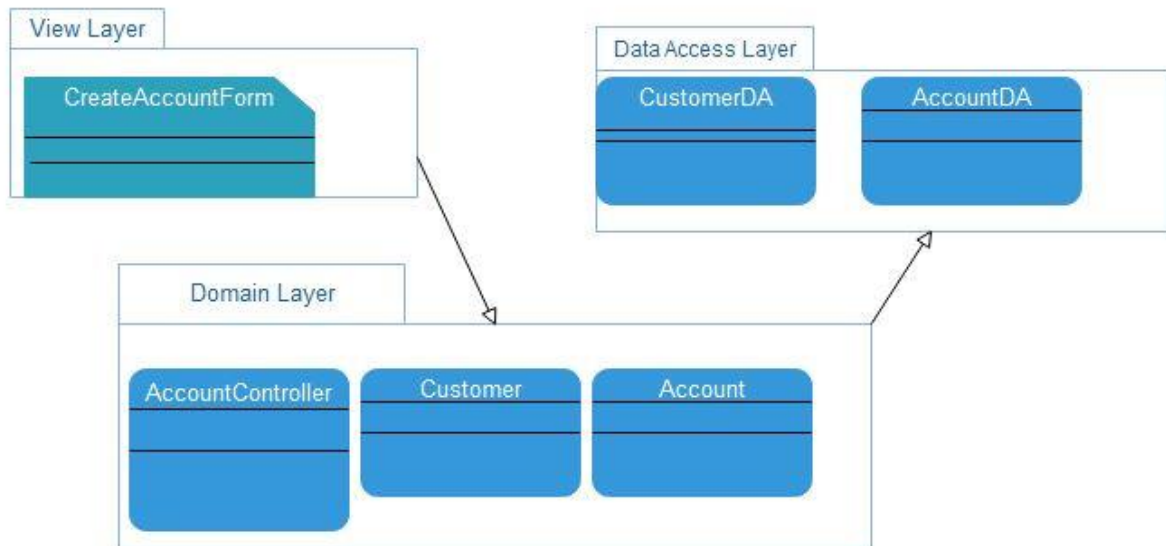 View Layer
CreateAccountForm
Data Access Layer
CustomerDA
AccountDA
Domain Layer
AccountController
Customer
Account